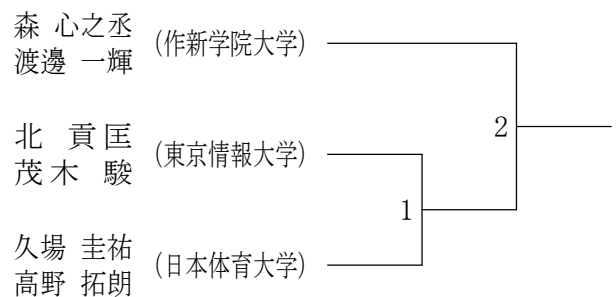 森 心之丞
渡邊 一輝
(作新学院大学)
北 貢匡
茂木 駿
(東京情報大学)
久場 圭祐
高野 拓朗
(日本体育大学)
1
2